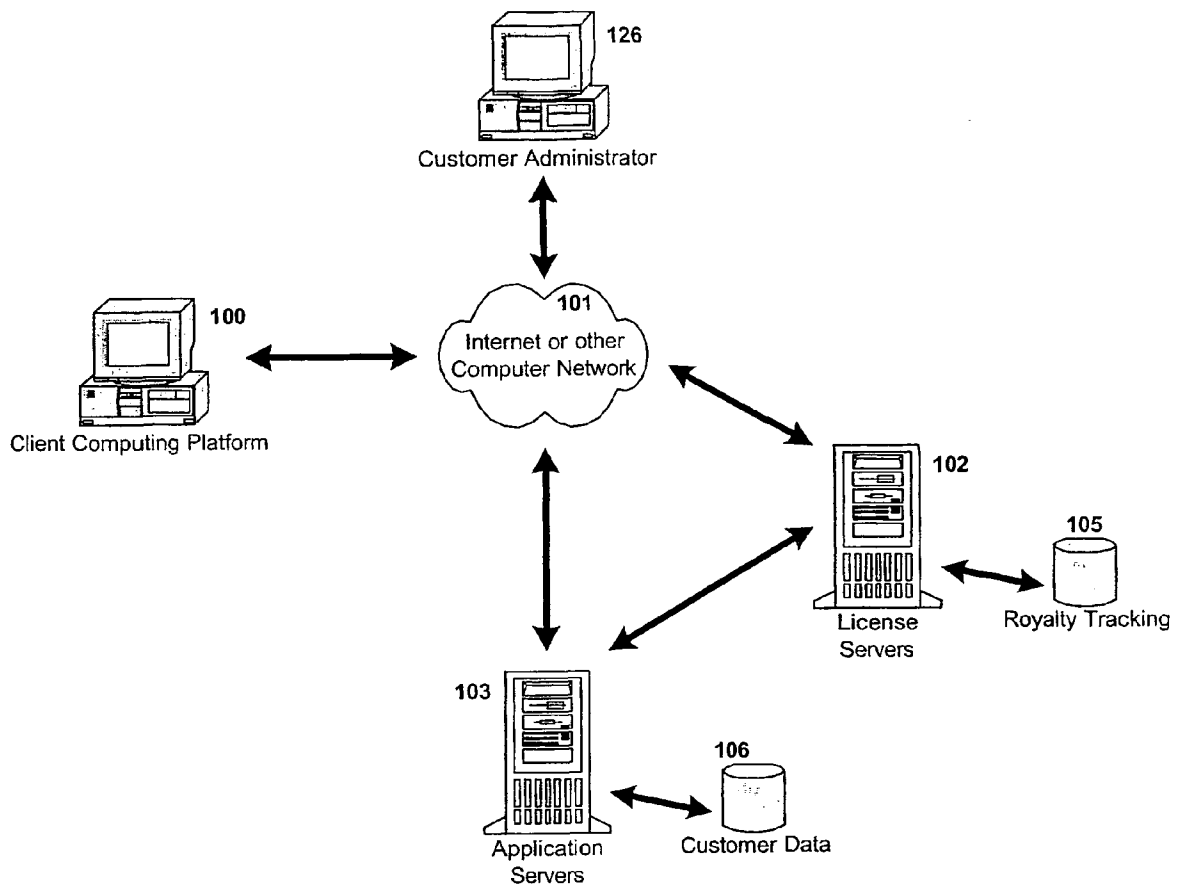 126
Customer Administrator
101
Internet or other
Computer Network
100
Client Computing Platform
102
License
Servers
105
Royalty Tracking
103
Application
Servers
106
Customer Data